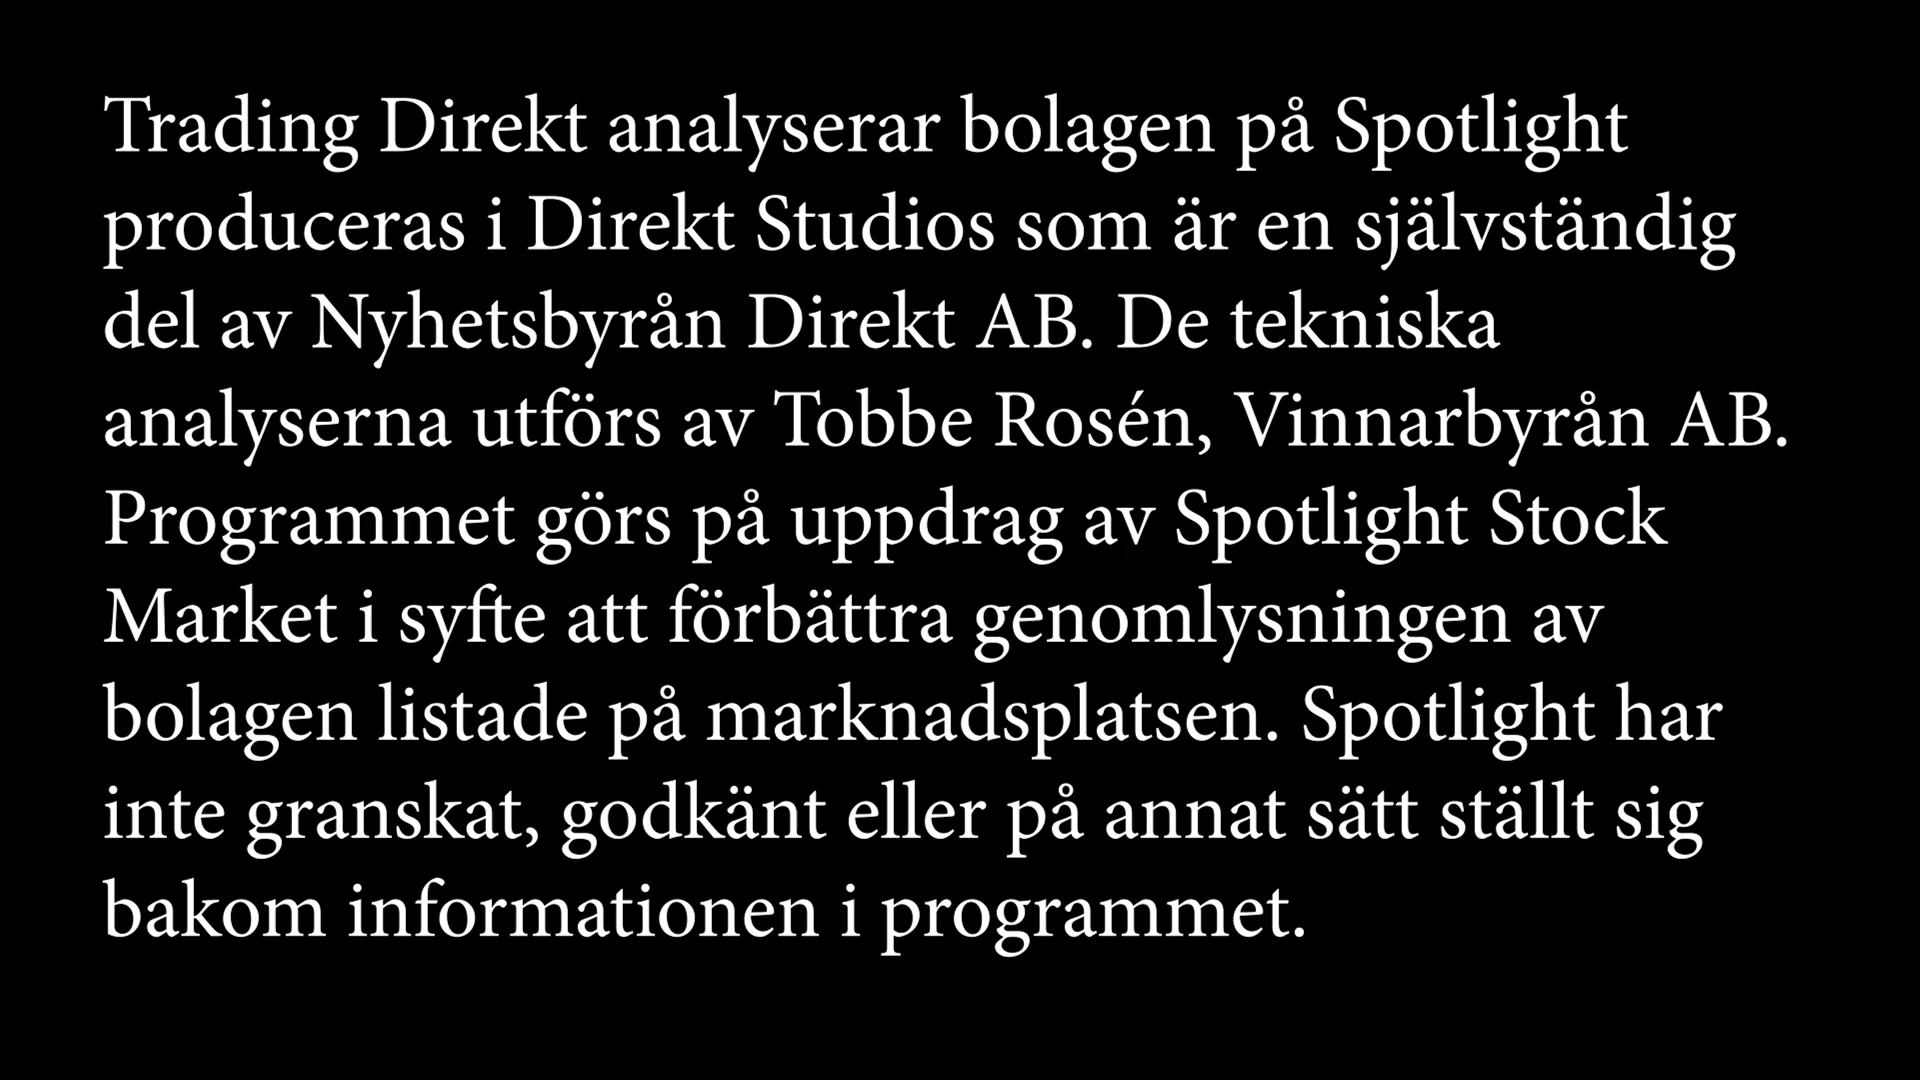 Trading Direkt analyserar bolagen på Spotlight
produceras i Direkt Studios som är en självständig
del av Nyhetsbyrån Direkt AB. De tekniska
analyserna utförs av Tobbe Rosén, Vinnarbyrån AB.
Programmet görs på uppdrag av Spotlight Stock
Market i syfte att förbättra genomlysningen av
bolagen listade på marknadsplatsen. Spotlight har
inte granskat, godkänt eller på annat sätt ställt sig
bakom informationen i programmet.